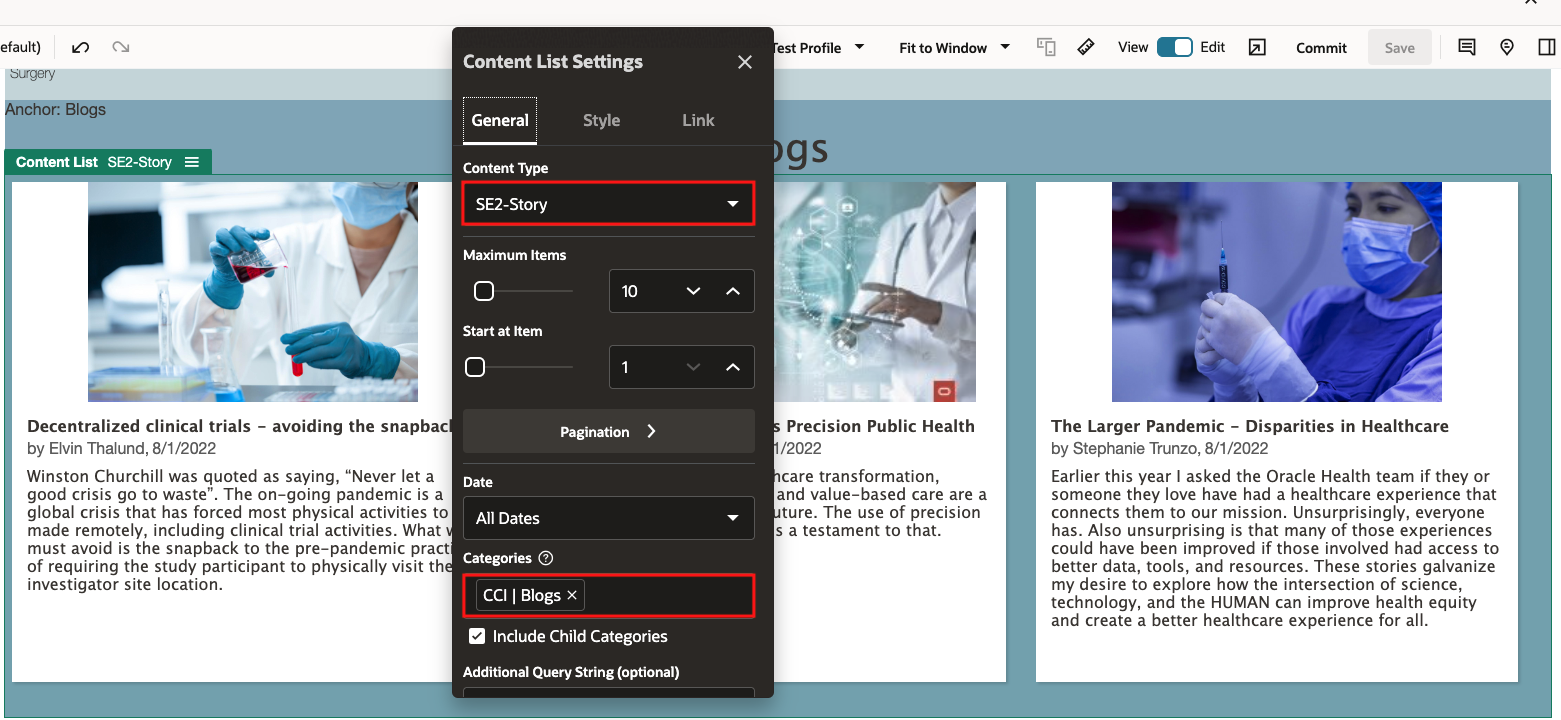 efault)
Test Profile
Fit to Window
View
Edit
Commit
Save
Surgery
Anchor: Blogs
ogs
Content List SE2-Story
Content List Settings
General
Style
Link
Content Type
SE2-Story
Maximum Items
10
Start at Item
1
Pagination
Date
All Dates
Categories
CCI | Blogs
Include Child Categories
Additional Query String (optional)
Decentralized clinical trials – avoiding the snapbac
by Elvin Thalund, 8/1/2022
Winston Churchill was quoted as saying, “Never let a
good crisis go to waste”. The on-going pandemic is a
global crisis that has forced most physical activities to
made remotely, including clinical trial activities. What
must avoid is the snapback to the pre-pandemic practi
of requiring the study participant to physically visit the
investigator site location.
s Precision Public Health
1/2022
hcare transformation,
and value-based care are a
uture. The use of precision
s a testament to that.
The Larger Pandemic – Disparities in Healthcare
by Stephanie Trunzo, 8/1/2022
Earlier this year I asked the Oracle Health team if they or
someone they love have had a healthcare experience that
connects them to our mission. Unsurprisingly, everyone
has. Also unsurprising is that many of those experiences
could have been improved if those involved had access to
better data, tools, and resources. These stories galvanize
my desire to explore how the intersection of science,
technology, and the HUMAN can improve health equity
and create a better healthcare experience for all.